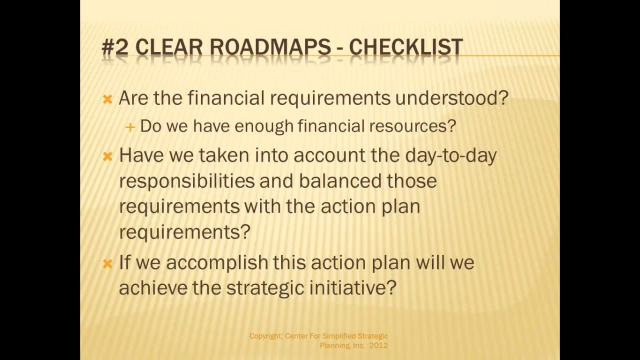 #2 CLEAR ROADMAPS - CHECKLIST
Are the financial requirements understood?
Do we have enough financial resources?
Have we taken into account the day-to-day
responsibilities and balanced those
requirements with the action plan
requirements?
If we accomplish this action plan will we
achieve the strategic initiative?
Copyright, Center For Simplified Strategic
Planning, Inc. 2012